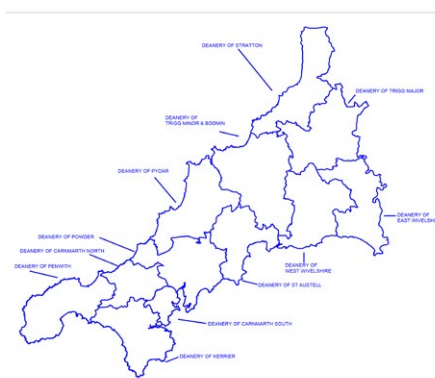 DEANERY OF STRATTON
DEANERY OF TRIGG MAJOR
DEANERY OF
TRIGG MINOR & BODMIN
DEANERY OF PYDAR
DEANERY OF
EAST WIVELSH
DEANERY OF POWDER
DEANERY OF CARNMARTH NORTH
DEANERY OF PENWITH
DEANERY OF
WEST WIVELSHIRE
DEANERY OF ST AUSTELL
DEANERY OF CARNMARTH SOUTH
DEANERY OF KERRIER